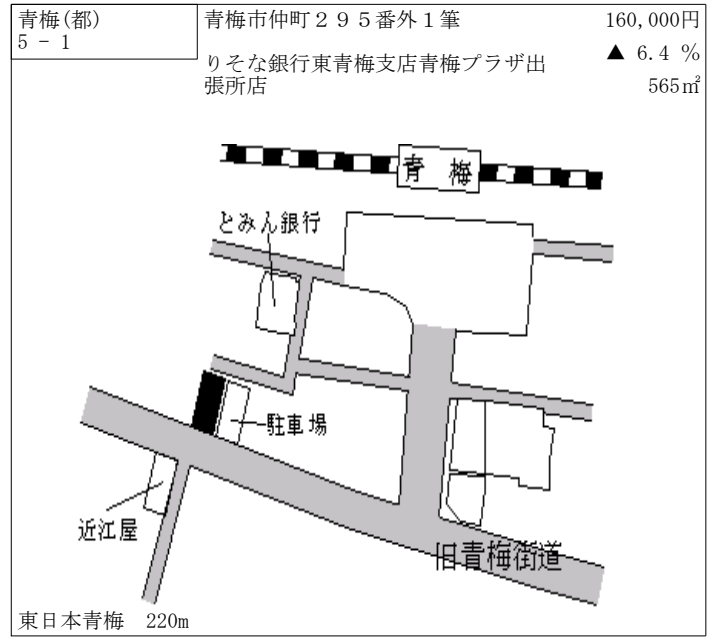 青梅(都)
5 - 1
青梅市仲町２９５番外１筆
りそな銀行東青梅支店青梅プラザ出
張所店
160,000円
▲ 6.4 %
565㎡
青 梅
とみん銀行
駐車場
近江屋
旧青梅街道
東日本青梅 220m